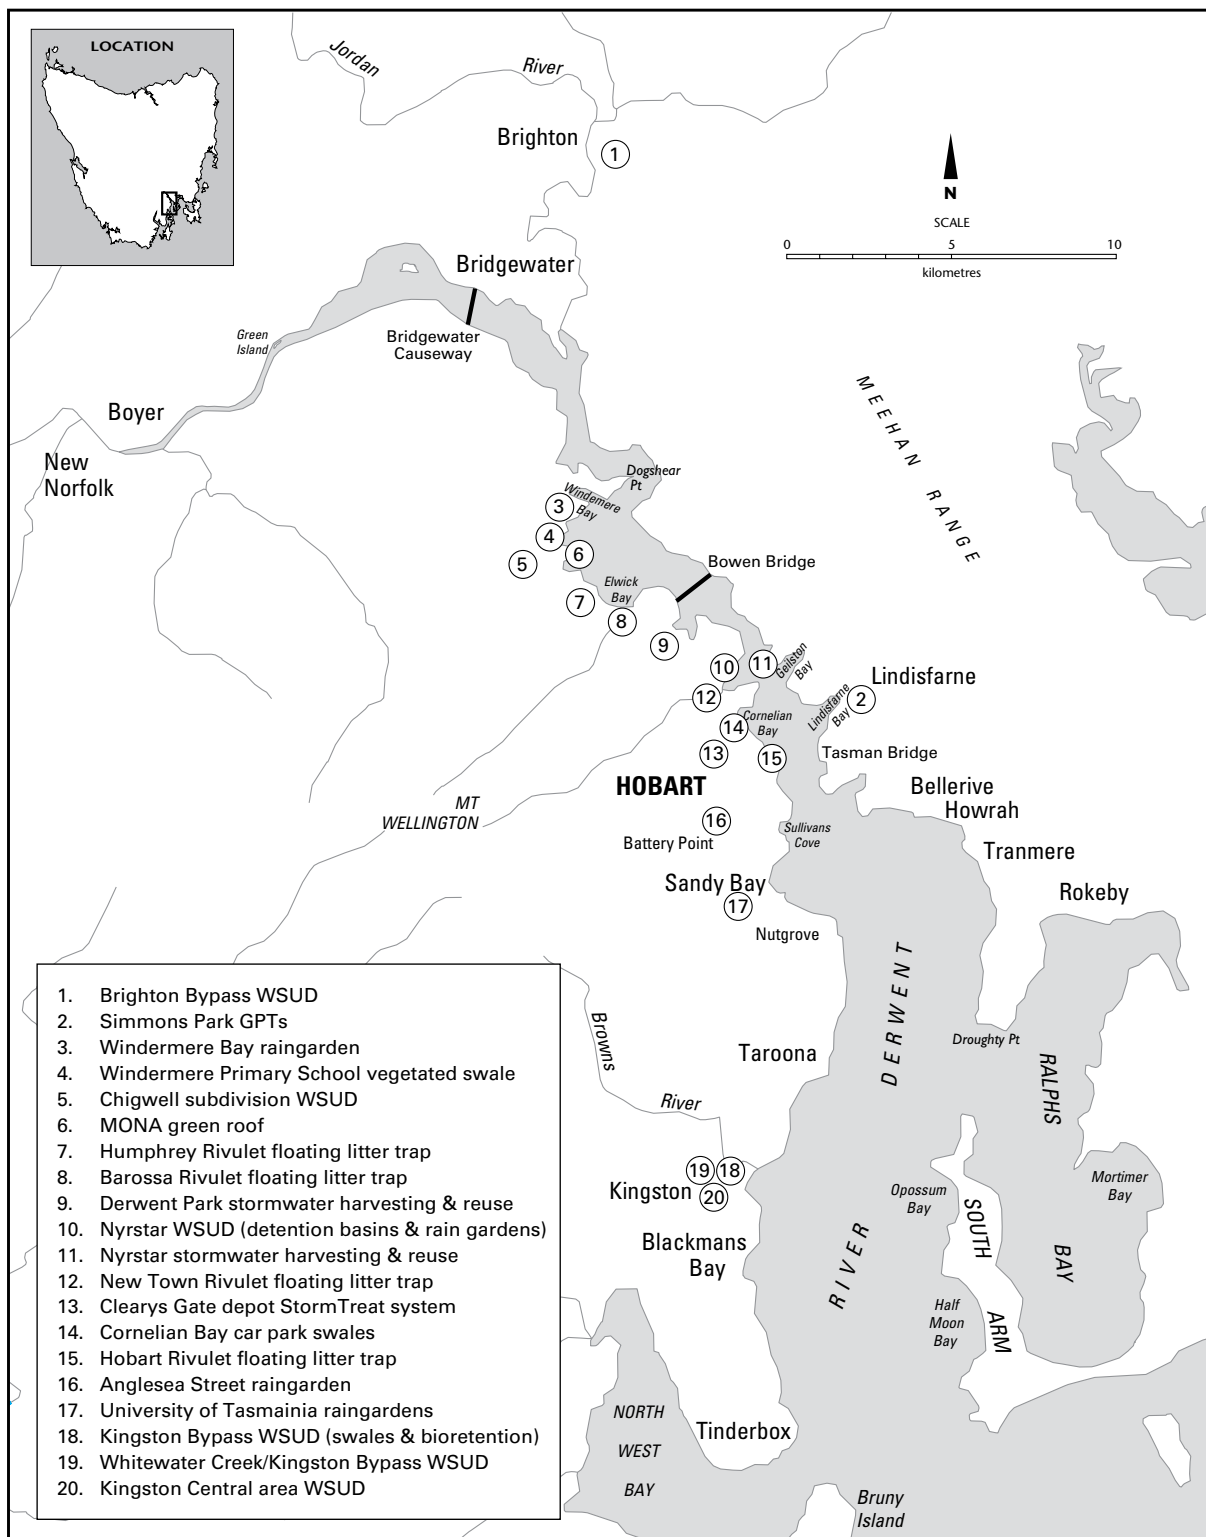 LOCATION
Jordan
River
Brighton
1
N
SCALE
0 5 10
kilometres
Bridgewater
Green
Island
Bridgewater
Causeway
Boyer
New
Norfolk
MEEHAN RANGE
Dogshear
Pt
Windemere
Bay
3
4
5
6
Bowen Bridge
Elwick
Bay
7
8
9
10
11
Geilston
Bay
Lindisfarne
12
2
Lindisfarne
Bay
14
Cornelian
Bay
13
15
Tasman Bridge
HOBART
Bellerive
Howrah
MT
WELLINGTON
16
Battery Point
Sullivans
Cove
Tranmere
Sandy Bay
Rokeby
17
Nutgrove
RIVER DERWENT
Browns
River
Taroona
Droughty Pt
RALPHS
BAY
19
18
20
Kingston
Opossum
Bay
Mortimer
Bay
SOUTH
ARM
Blackmans
Bay
Half
Moon
Bay
NORTH
WEST
BAY
Tinderbox
Bruny
Island
1. Brighton Bypass WSUD
2. Simmons Park GPTs
3. Windermere Bay raingarden
4. Windermere Primary School vegetated swale
5. Chigwell subdivision WSUD
6. MONA green roof
7. Humphrey Rivulet floating litter trap
8. Barossa Rivulet floating litter trap
9. Derwent Park stormwater harvesting & reuse
10. Nyrstar WSUD (detention basins & rain gardens)
11. Nyrstar stormwater harvesting & reuse
12. New Town Rivulet floating litter trap
13. Clearys Gate depot StormTreat system
14. Cornelian Bay car park swales
15. Hobart Rivulet floating litter trap
16. Anglesea Street raingarden
17. University of Tasmainia raingardens
18. Kingston Bypass WSUD (swales & bioretention)
19. Whitewater Creek/Kingston Bypass WSUD
20. Kingston Central area WSUD